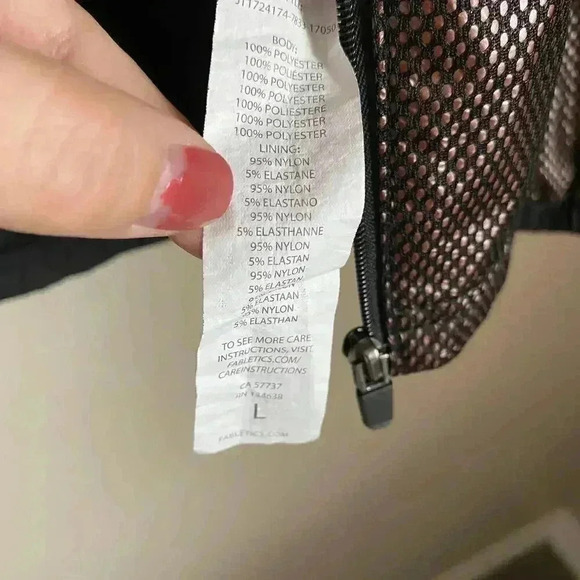 BODY:
100% POLYESTER
100% POLYESTER
100% POLIÉSTER
100% POLYESTER
100% POLIESTERE
100% POLYESTER
100% POLYESTER
LINING:
95% NYLON
5% ELASTANE
95% NYLON
5% ELASTANO
95% NYLON
5% ELASTHANNE
95% NYLON
5% ELASTAN
95% NYLON
5% ELASTAN
5% ELASTAAN
95% NYLON
5% ELASTHAN
TO SEE MORE CARE
INSTRUCTIONS, VISIT
FABLETICS.COM/
CAREINSTRUCTIONS
CA 57737
L
FABLETICS.COM